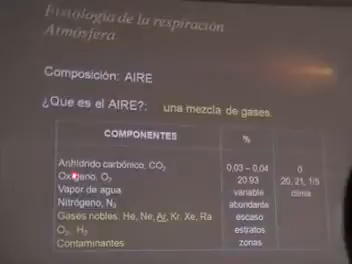 Fisiología de la respiración
Atmósfera
Composición: AIRE
¿Que es el AIRE?: una mezcla de gases.
COMPONENTES %
Anhídrido carbónico, CO₂ 0,03 – 0,04 0
Oxígeno, O₂ 20.93 20, 21, 1/5
Vapor de agua variable clima
Nitrógeno, N₂ abundante
Gases nobles: He, Ne, Ar, Kr, Xe, Ra escaso
O₃, H₂ estratos
Contaminantes zonas